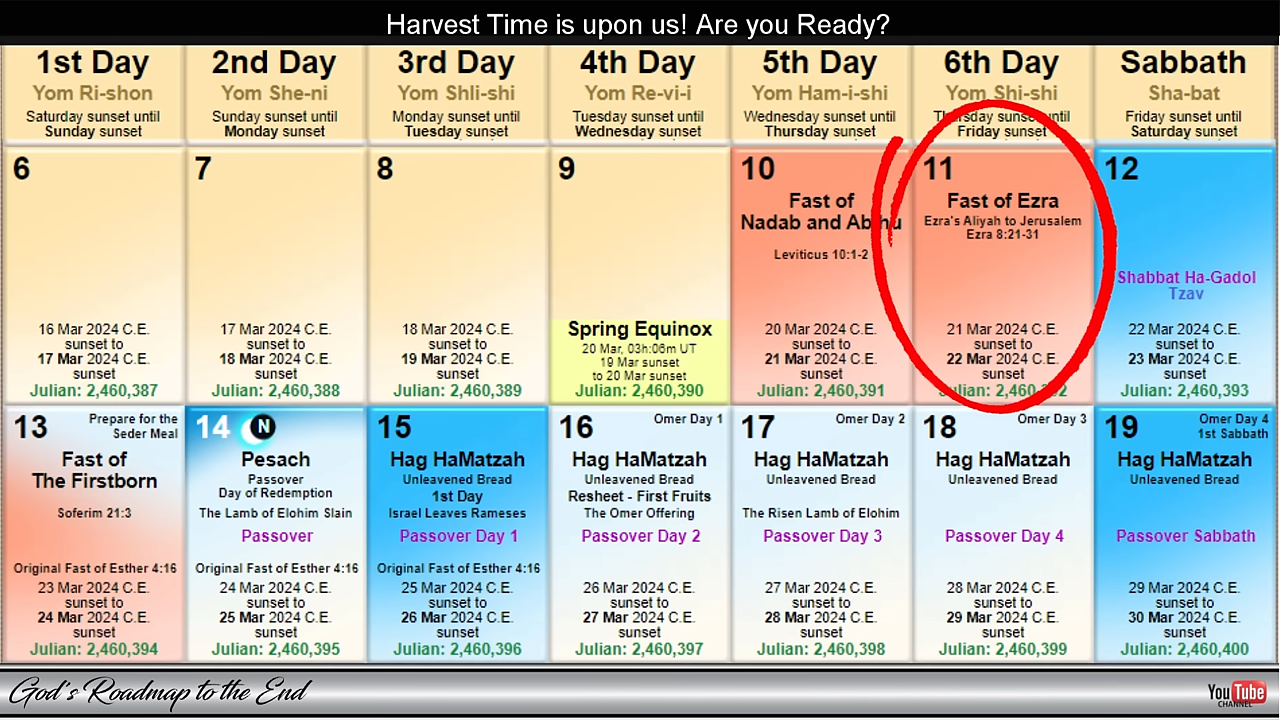 Harvest Time is upon us! Are you Ready?
1st Day
Yom Ri-shon
Saturday sunset until
Sunday sunset
2nd Day
Yom She-ni
Sunday sunset until
Monday sunset
3rd Day
Yom Shli-shi
Monday sunset until
Tuesday sunset
4th Day
Yom Re-vi-i
Tuesday sunset until
Wednesday sunset
5th Day
Yom Ham-i-shi
Wednesday sunset until
Thursday sunset
6th Day
Yom Shi-shi
Thursday sunset until
Friday sunset
Sabbath
Sha-bat
Friday sunset until
Saturday sunset
6
16 Mar 2024 C.E.
sunset to
17 Mar 2024 C.E.
sunset
Julian: 2,460,387
7
17 Mar 2024 C.E.
sunset to
18 Mar 2024 C.E.
sunset
Julian: 2,460,388
8
18 Mar 2024 C.E.
sunset to
19 Mar 2024 C.E.
sunset
Julian: 2,460,389
9
Spring Equinox
20 Mar, 03h:06m UT
19 Mar sunset
to 20 Mar sunset
Julian: 2,460,390
10
Fast of
Nadab and Abihu
Leviticus 10:1-2
20 Mar 2024 C.E.
sunset to
21 Mar 2024 C.E.
sunset
Julian: 2,460,391
11
Fast of Ezra
Ezra's Aliyah to Jerusalem
Ezra 8:21-31
21 Mar 2024 C.E.
sunset to
22 Mar 2024 C.E.
sunset
Julian: 2,460,392
12
Shabbat Ha-Gadol
Tzav
22 Mar 2024 C.E.
sunset to
23 Mar 2024 C.E.
sunset
Julian: 2,460,393
13
Prepare for the
Seder Meal
Fast of
The Firstborn
Soferim 21:3
Original Fast of Esther 4:16
23 Mar 2024 C.E.
sunset to
24 Mar 2024 C.E.
sunset
Julian: 2,460,394
14 N
Pesach
Passover
Day of Redemption
The Lamb of Elohim Slain
Passover
Original Fast of Esther 4:16
24 Mar 2024 C.E.
sunset to
25 Mar 2024 C.E.
sunset
Julian: 2,460,395
15
Hag HaMatzah
Unleavened Bread
1st Day
Israel Leaves Rameses
Passover Day 1
Original Fast of Esther 4:16
25 Mar 2024 C.E.
sunset to
26 Mar 2024 C.E.
sunset
Julian: 2,460,396
16
Omer Day 1
Hag HaMatzah
Unleavened Bread
Resheet - First Fruits
The Omer Offering
Passover Day 2
26 Mar 2024 C.E.
sunset to
27 Mar 2024 C.E.
sunset
Julian: 2,460,397
17
Omer Day 2
Hag HaMatzah
Unleavened Bread
The Risen Lamb of Elohim
Passover Day 3
27 Mar 2024 C.E.
sunset to
28 Mar 2024 C.E.
sunset
Julian: 2,460,398
18
Omer Day 3
Hag HaMatzah
Unleavened Bread
Passover Day 4
28 Mar 2024 C.E.
sunset to
29 Mar 2024 C.E.
sunset
Julian: 2,460,399
19
Omer Day 4
1st Sabbath
Hag HaMatzah
Unleavened Bread
Passover Sabbath
29 Mar 2024 C.E.
sunset to
30 Mar 2024 C.E.
sunset
Julian: 2,460,400
God's Roadmap to the End
YouTube
CHANNEL